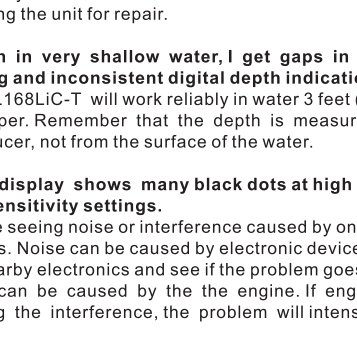 ng the unit for repair.
n in very shallow water, I get gaps in
g and inconsistent digital depth indicati
L168LiC-T will work reliably in water 3 feet (
per. Remember that the depth is measur
ucer, not from the surface of the water.
display shows many black dots at high
ensitivity settings.
e seeing noise or interference caused by on
s. Noise can be caused by electronic device
arby electronics and see if the problem goes
can be caused by the the engine. If eng
g the interference, the problem will intens